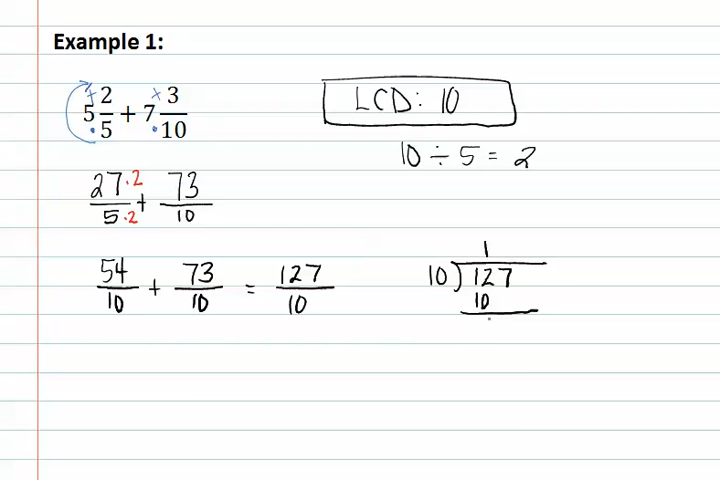 Example 1:
5 2/5 + 7 3/10
LCD: 10
10 ÷ 5 = 2
27·2/5·2 + 73/10
54/10 + 73/10 = 127/10
1
10)127
10